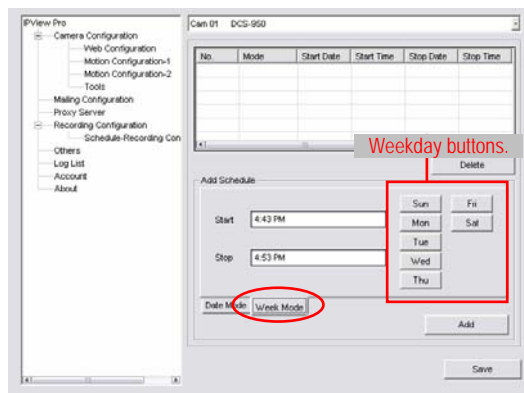 IPView Pro
Camera Configuration
Web Configuration
Motion Configuration-1
Motion Configuration-2
Tools
Mailing Configuration
Proxy Server
Recording Configuration
Schedule-Recording Con
Others
Log List
Account
About
Cam 01 DCS-950
No. Mode Start Date Start Time Stop Date Stop Time
Weekday buttons.
Delete
Add Schedule
Start 4:43 PM
Stop 4:53 PM
Sun Fri
Mon Sat
Tue
Wed
Thu
Date Mode Week Mode
Add
Save